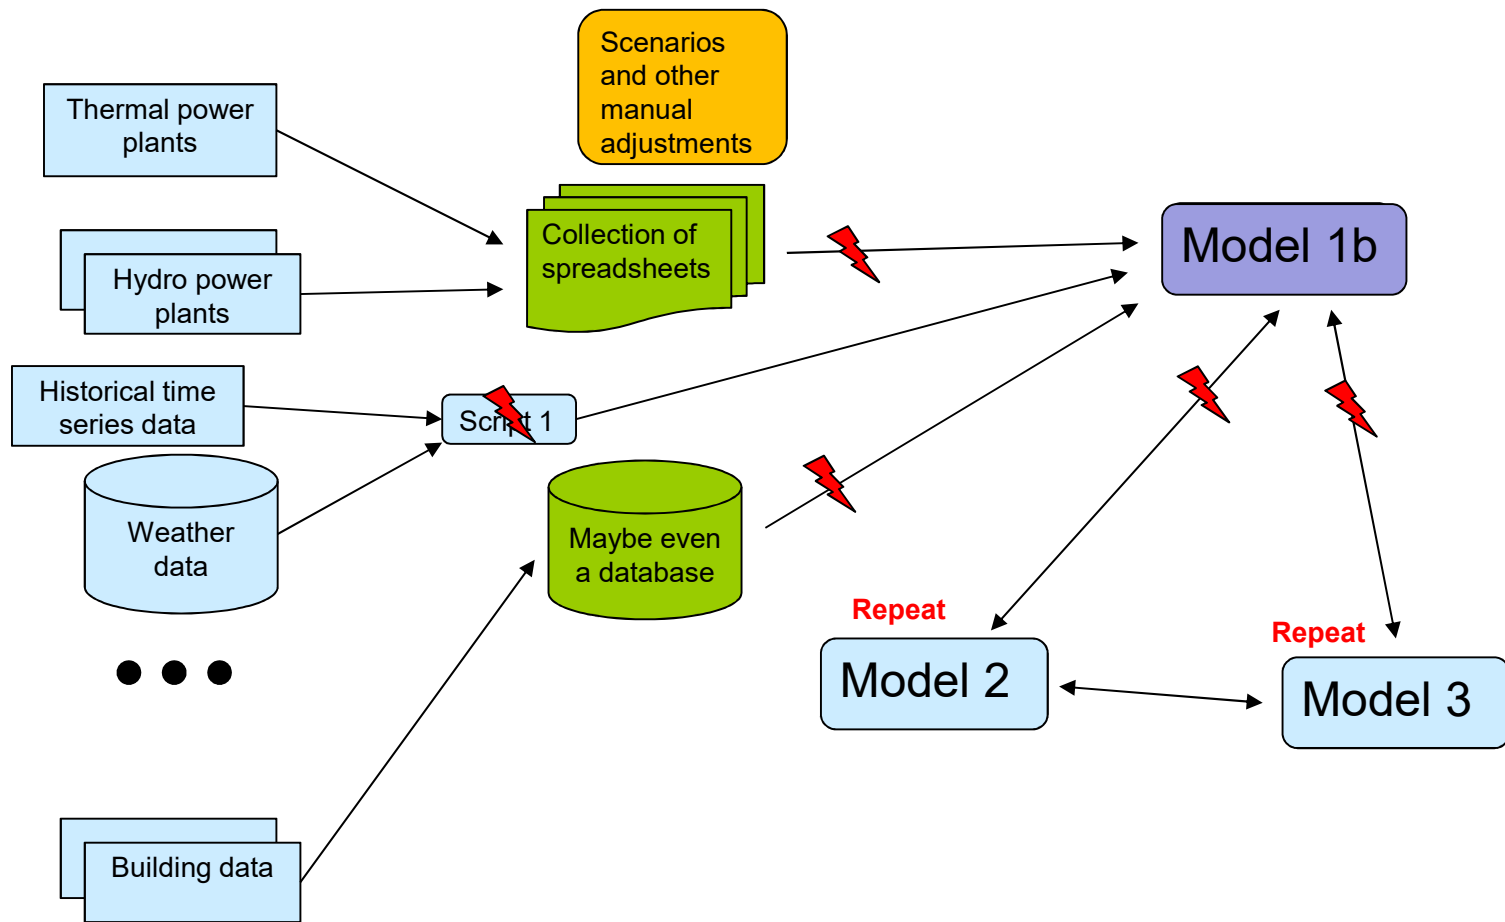 Scenarios
and other
manual
adjustments
Thermal power
plants
Collection of
spreadsheets
Model 1b
Hydro power
plants
Historical time
series data
Script 1
Weather
data
Maybe even
a database
Repeat
Model 2
Repeat
Model 3
Building data